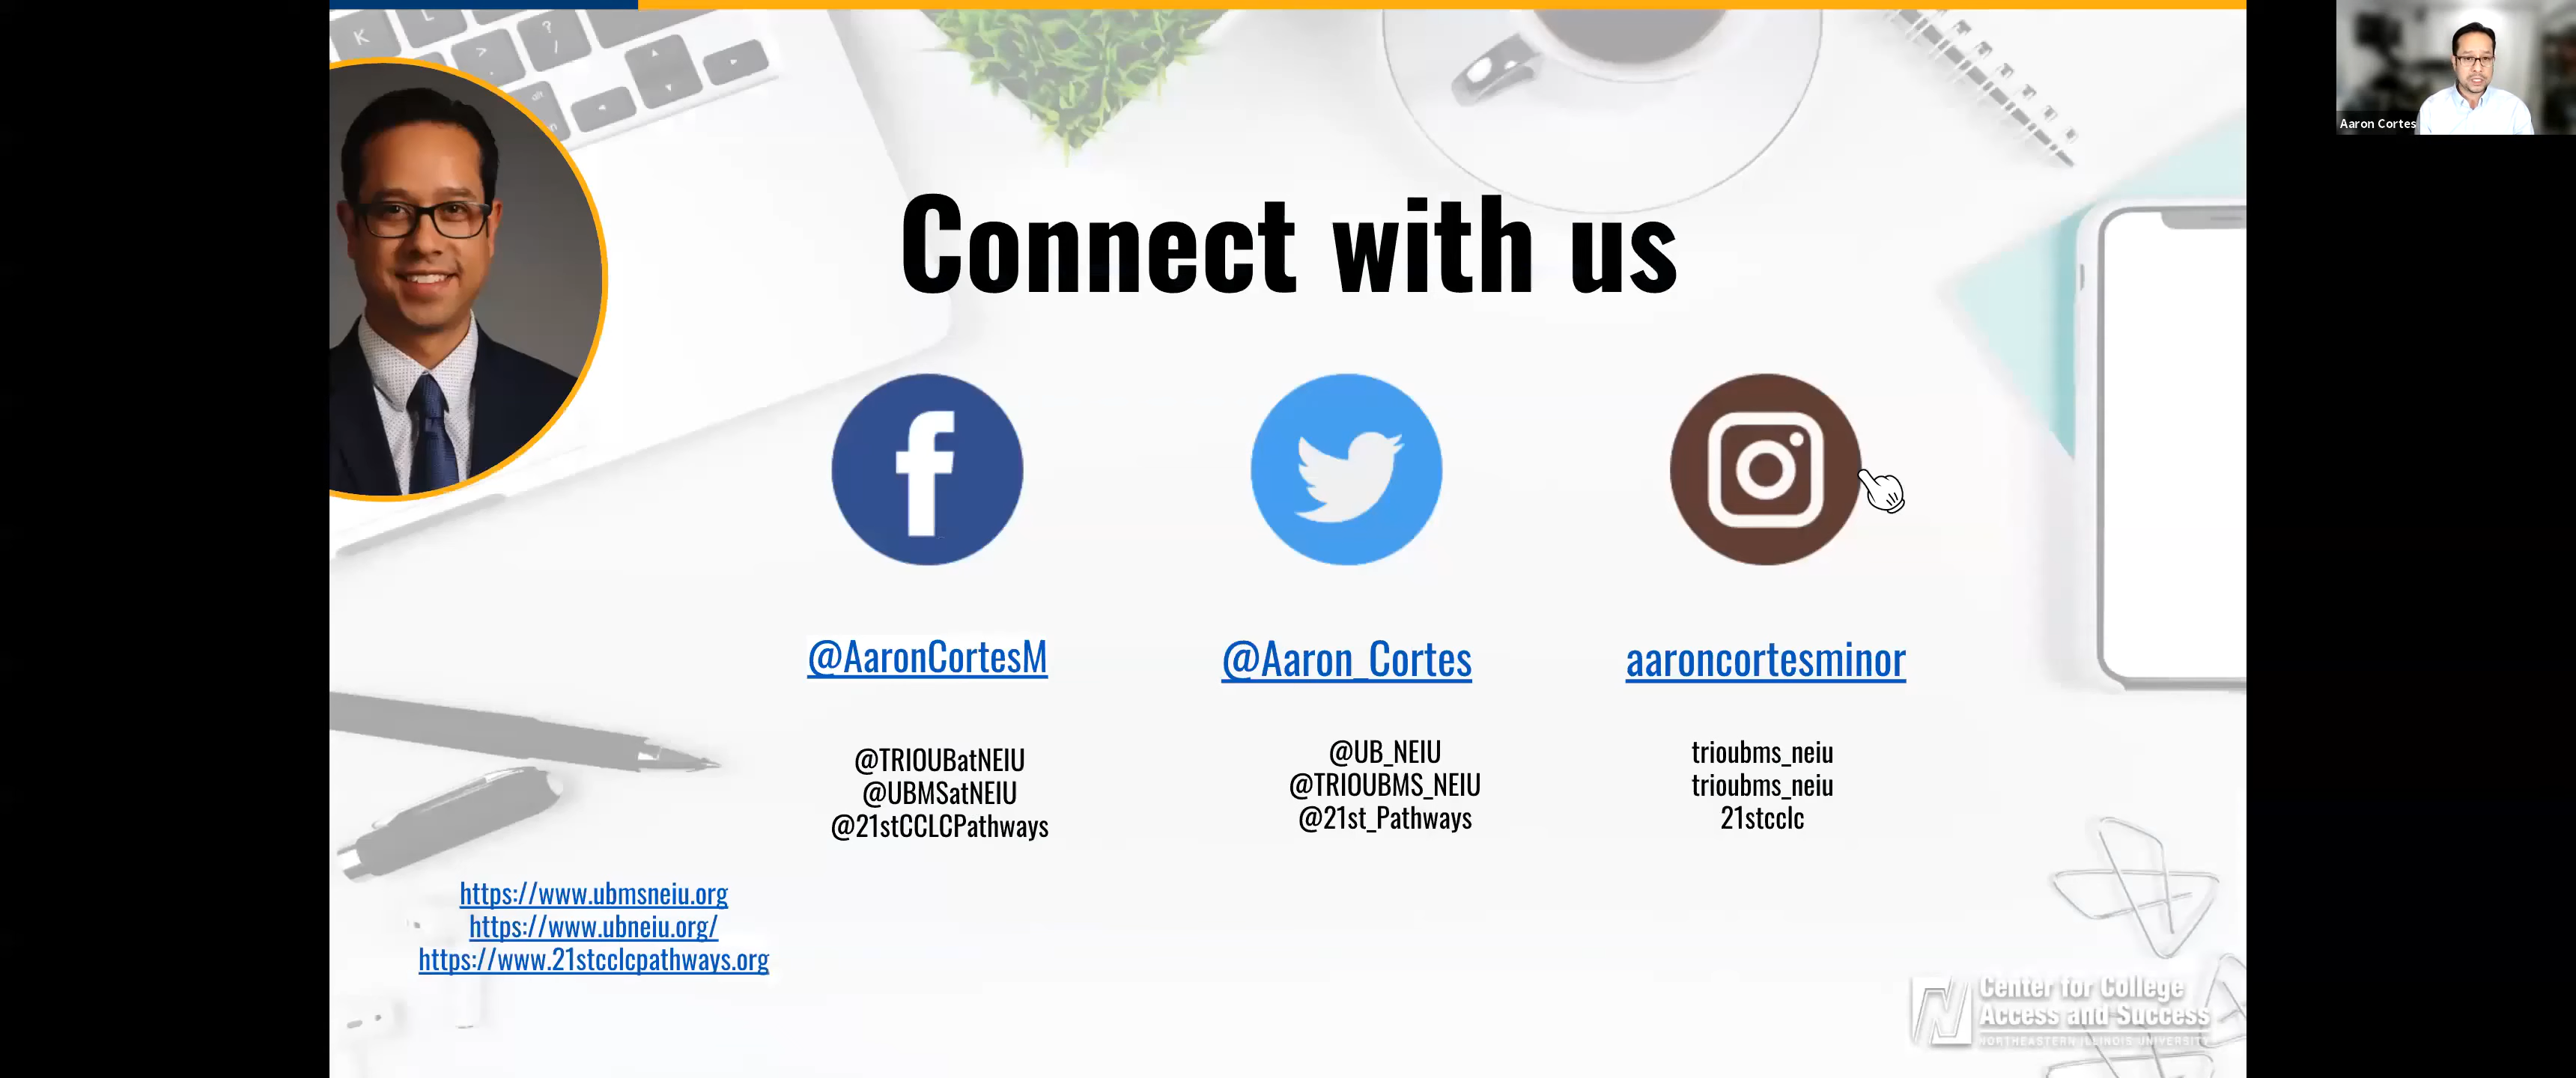 Connect with us
@AaronCortesM
@Aaron_Cortes
aaroncortesminor
@TRIOUBatNEIU
@UBMSatNEIU
@21stCCLCPathways
@UB_NEIU
@TRIOUBMS_NEIU
@21st_Pathways
trioubms_neiu
trioubms_neiu
21stcclc
https://www.ubmsneiu.org
https://www.ubneiu.org/
https://www.21stcclcpathways.org
Center for College
Access and Success
NORTHEASTERN ILLINOIS UNIVERSITY
Aaron Cortes